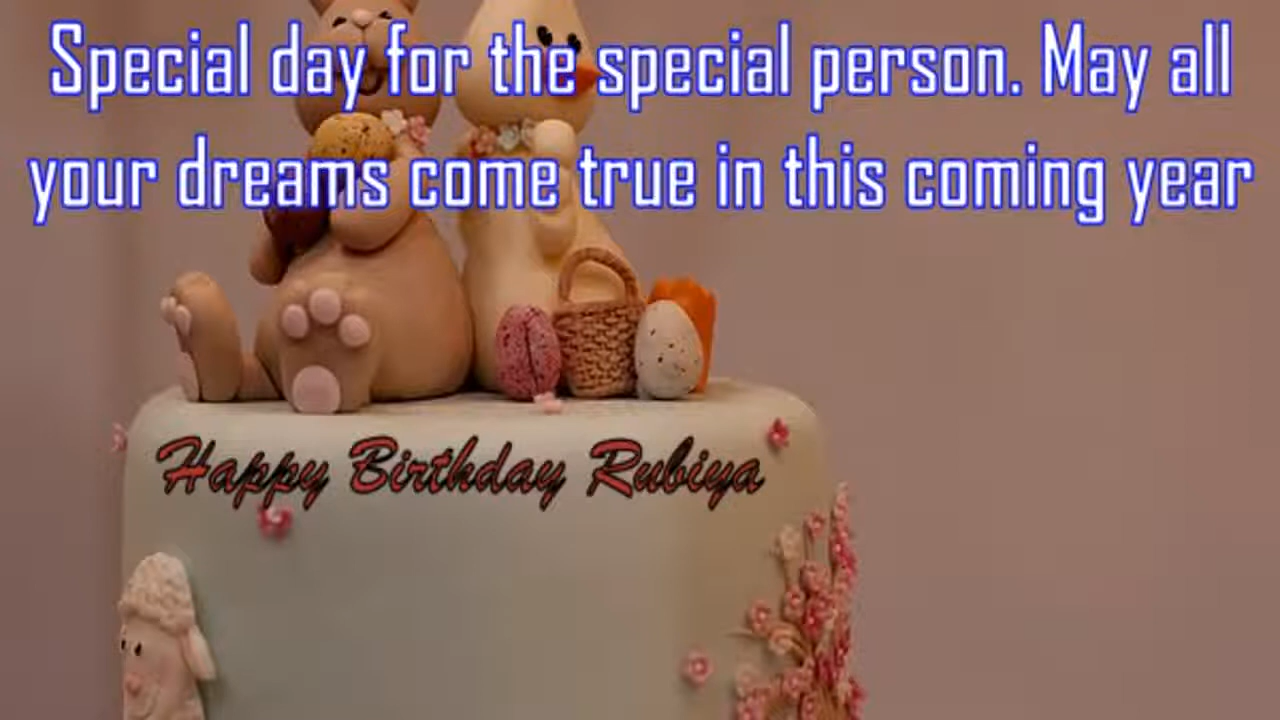 Special day for the special person. May all
your dreams come true in this coming year
Happy Birthday Rubiya